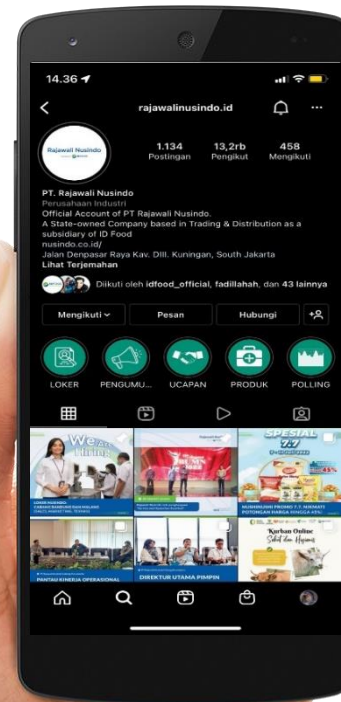 14.36
rajawalinusindo.id
Rajawali Nusindo
1.134 13,2rb 458
Postingan Pengikut Mengikuti
PT. Rajawali Nusindo
Perusahaan Industri
Official Account of PT Rajawali Nusindo.
A State-owned Company based in Trading & Distribution as a
subsidiary of ID Food
nusindo.co.id/
Jalan Denpasar Raya Kav. DIII. Kuningan, South Jakarta
Lihat Terjemahan
Diikuti oleh idfood_official, fadillahah, dan 43 lainnya
Mengikuti Pesan Hubungi
LOKER PENGUMU... UCAPAN PRODUK POLLING
We Are Hiring
SPESIAL
7.7
PANTAU KINERJA OPERASIONAL
DIREKTUR UTAMA PIMPIN
Kurban Online
Sehat dan Higienis